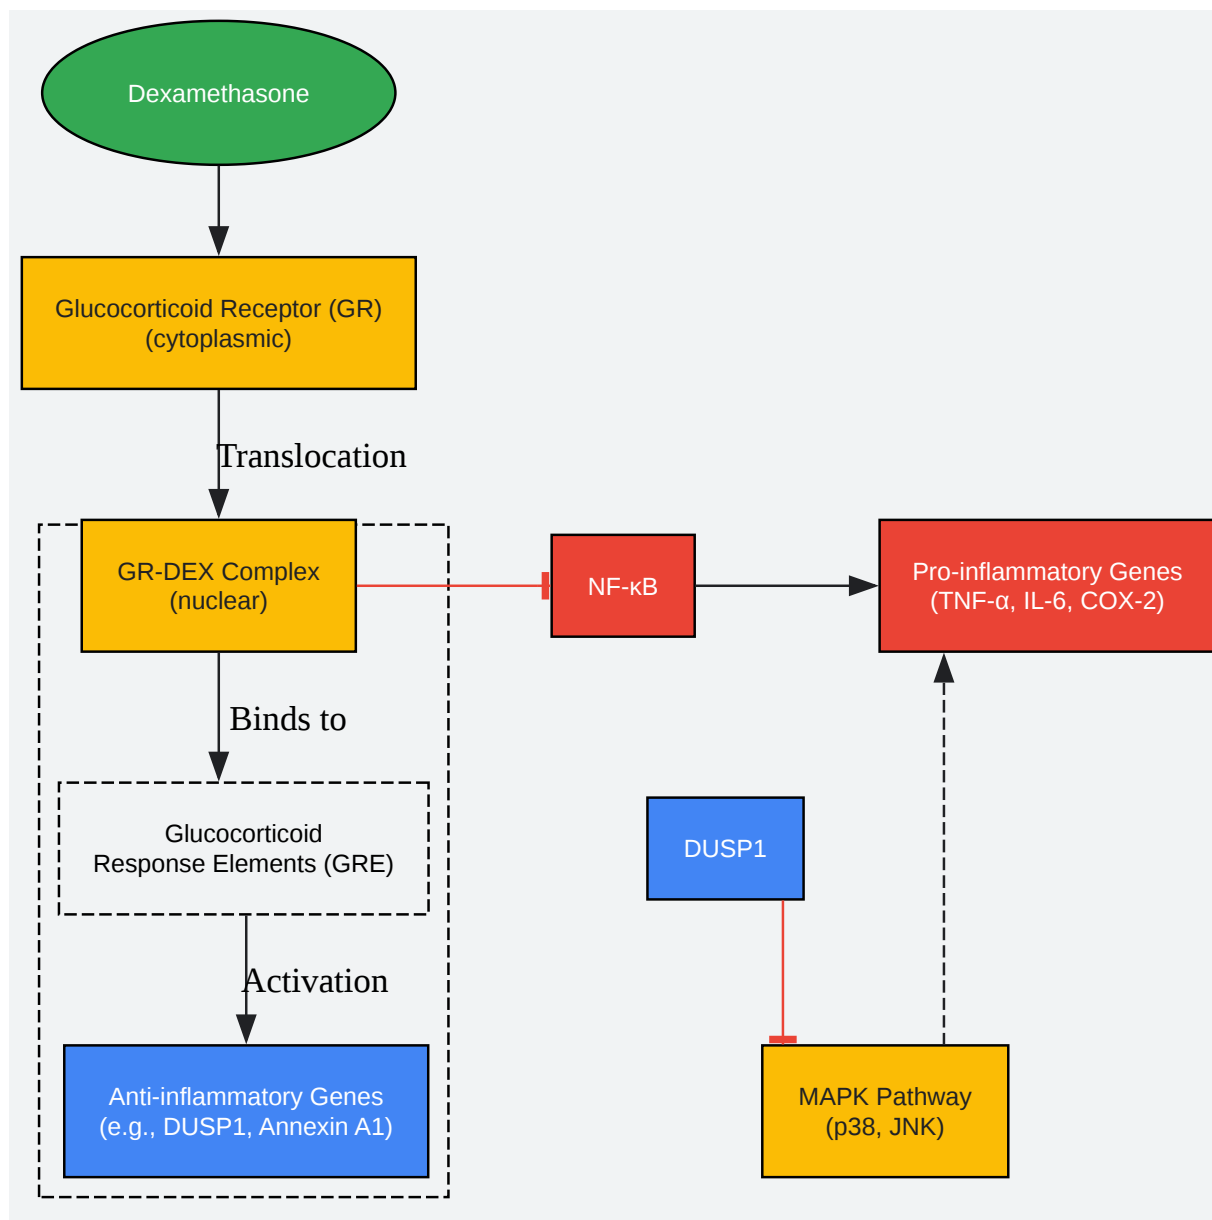 Dexamethasone
Glucocorticoid Receptor (GR)
(cytoplasmic)
Translocation
GR-DEX Complex
(nuclear)
NF-κB
Pro-inflammatory Genes
(TNF-α, IL-6, COX-2)
Binds to
Glucocorticoid
Response Elements (GRE)
DUSP1
Activation
Anti-inflammatory Genes
(e.g., DUSP1, Annexin A1)
MAPK Pathway
(p38, JNK)